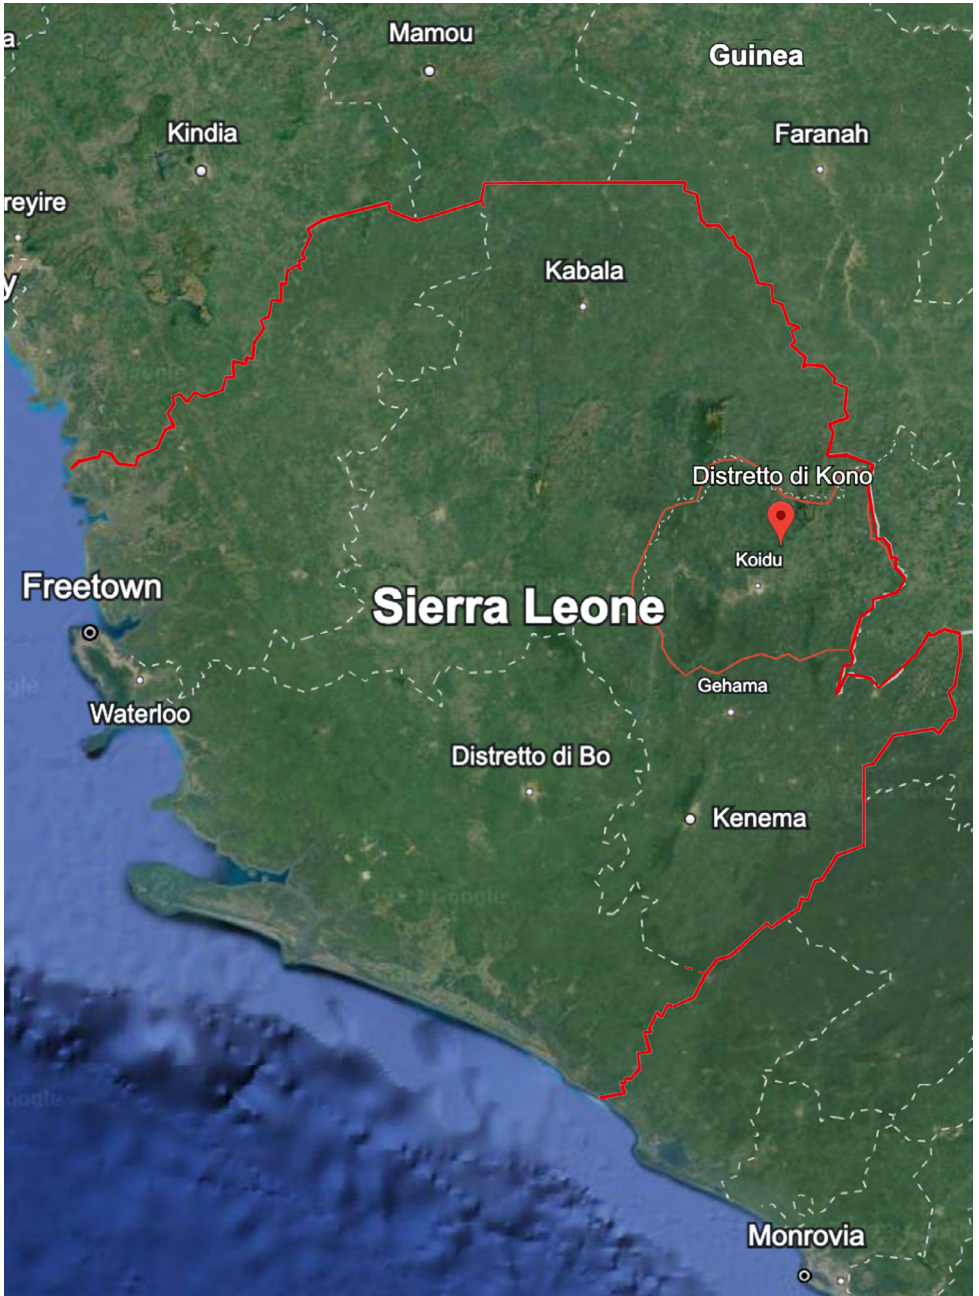 a
Mamou
Guinea
Kindia
Faranah
reyire
Kabala
y
Distretto di Kono
Koidu
Freetown
Sierra Leone
Gehama
Waterloo
Distretto di Bo
Kenema
Google
Monrovia